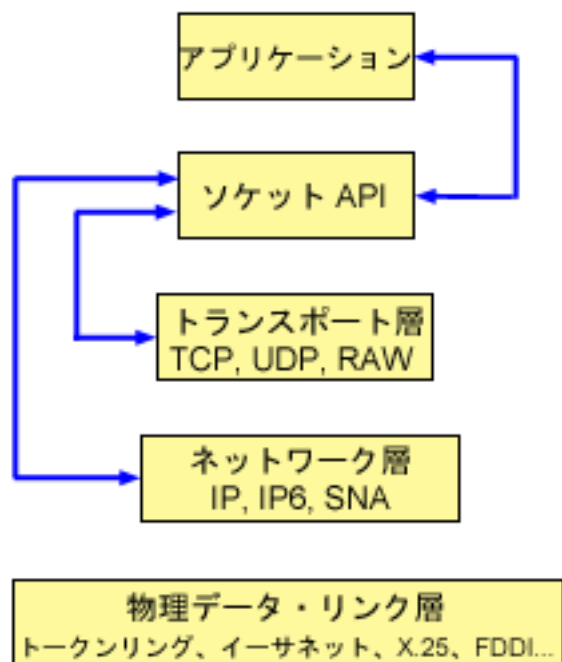 アプリケーション
ソケット API
トランスポート層
TCP, UDP, RAW
ネットワーク層
IP, IP6, SNA
物理データ・リンク層
トークンリング、イーサネット、X.25、FDDI...